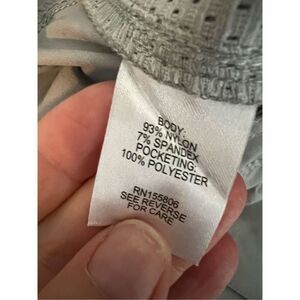 BODY:
93% NYLON
7% SPANDEX
POCKETING:
100% POLYESTER
RN155806
SEE REVERSE
FOR CARE